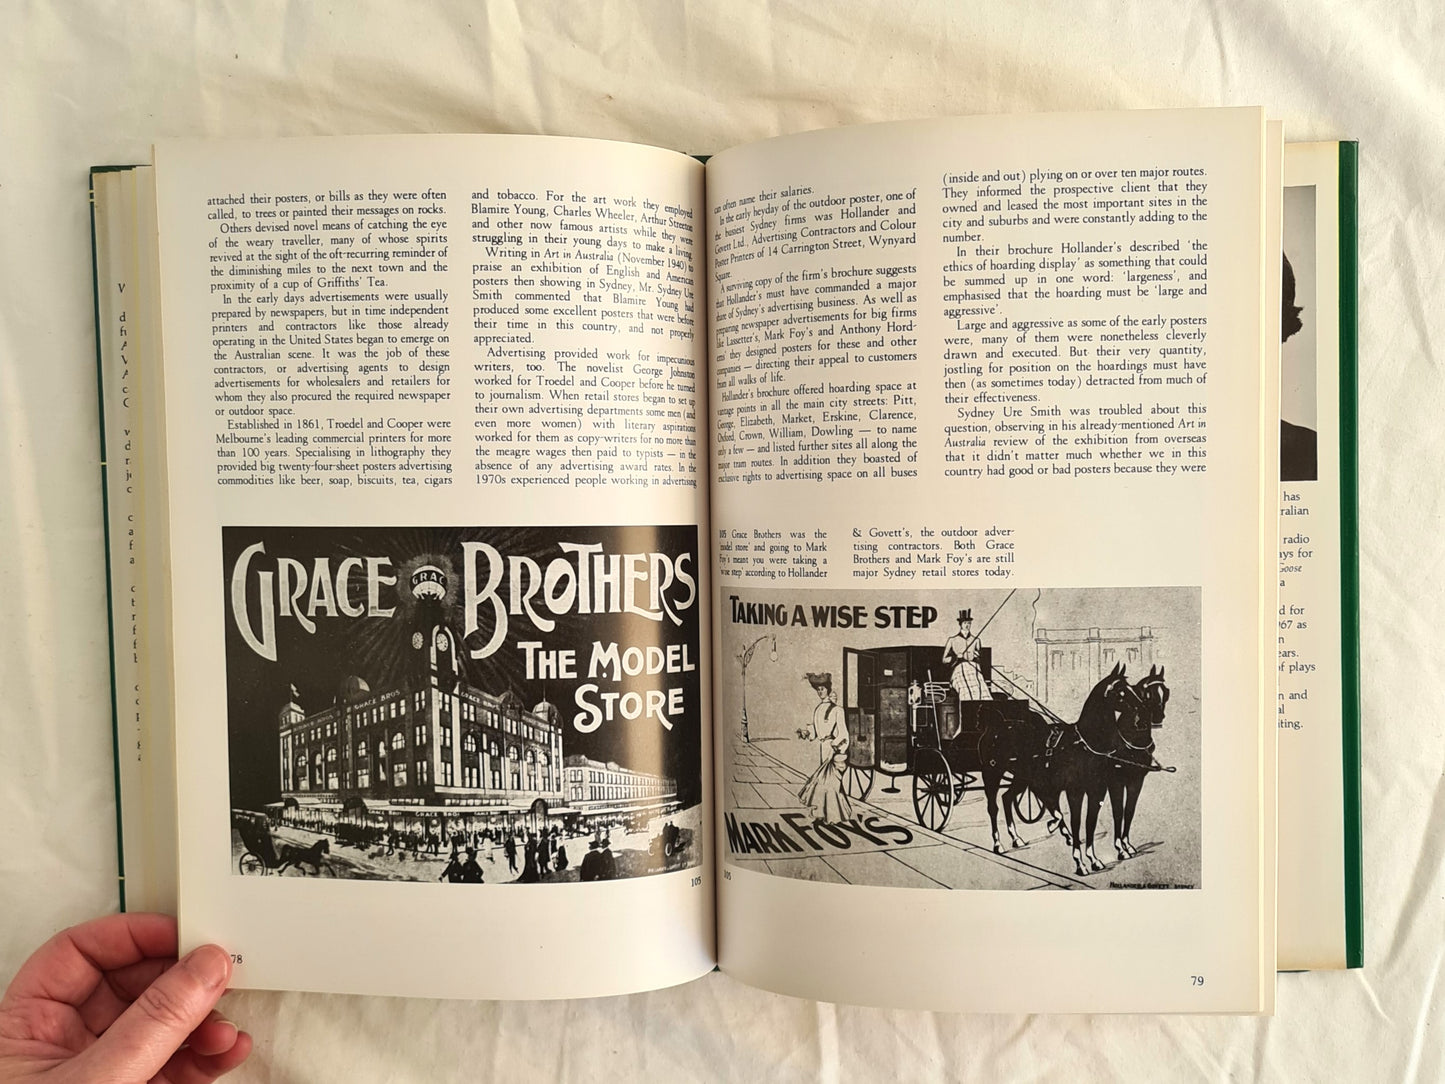 attached their posters, or bills as they were often
called, to trees or painted their messages on rocks.
Others devised novel means of catching the eye
of the weary traveller, many of whose spirits
revived at the sight of the oft-recurring reminder of
the diminishing miles to the next town and the
proximity of a cup of Griffiths' Tea.
In the early days advertisements were usually
prepared by newspapers, but in time independent
printers and contractors like those already
operating in the United States began to emerge on
the Australian scene. It was the job of these
contractors, or advertising agents to design
advertisements for wholesalers and retailers for
whom they also procured the required newspaper
or outdoor space.
Established in 1861, Troedel and Cooper were
Melbourne's leading commercial printers for more
than 100 years. Specialising in lithography they
provided big twenty-four-sheet posters advertising
commodities like beer, soap, biscuits, tea, cigars
and tobacco. For the art work they employed
Blamire Young, Charles Wheeler, Arthur Streeton
and other now famous artists while they were
struggling in their young days to make a living.
Writing in Art in Australia (November 1940) to
praise an exhibition of English and American
posters then showing in Sydney, Mr. Sydney Ure
Smith commented that Blamire Young had
produced some excellent posters that were before
their time in this country, and not properly
appreciated.
Advertising provided work for impecunious
writers, too. The novelist George Johnston
worked for Troedel and Cooper before he turned
to journalism. When retail stores began to set up
their own advertising departments some men (and
even more women) with literary aspirations
worked for them as copy-writers for no more than
the meagre wages then paid to typists — in the
absence of any advertising award rates. In the
1970s experienced people working in advertising
GRACE BROTHERS
GRACE
THE MODEL
STORE
GRACE BROS
GRACE BROS
GRACE BROS
GRACE BROS
105
78
can often name their salaries.
In the early heyday of the outdoor poster, one of
the busiest Sydney firms was Hollander and
Govett Ltd. Advertising Contractors and Colour
Poster Printers of 14 Carrington Street, Wynyard
Square.
A surviving copy of the firm's brochure suggests
that Hollander's must have commanded a major
share of Sydney's advertising business. As well as
preparing newspaper advertisements for big firms
like Lassetter's, Mark Foy's and Anthony Hord-
erns' they designed posters for these and other
companies — directing their appeal to customers
from all walks of life.
Hollander's brochure offered hoarding space at
vantage points in all the main city streets: Pitt,
George, Elizabeth, Market, Erskine, Clarence,
Oxford, Crown, William, Dowling — to name
only a few — and listed further sites all along the
major tram routes. In addition they boasted of
exclusive rights to advertising space on all buses
(inside and out) plying on or over ten major routes.
They informed the prospective client that they
owned and leased the most important sites in the
city and suburbs and were constantly adding to the
number.
In their brochure Hollander's described 'the
ethics of hoarding display' as something that could
be summed up in one word: 'largeness', and
emphasised that the hoarding must be 'large and
aggressive'.
Large and aggressive as some of the early posters
were, many of them were nonetheless cleverly
drawn and executed. But their very quantity,
jostling for position on the hoardings must have
then (as sometimes today) detracted from much of
their effectiveness.
Sydney Ure Smith was troubled about this
question, observing in his already-mentioned Art in
Australia review of the exhibition from overseas
that it didn't matter much whether we in this
country had good or bad posters because they were
105 Grace Brothers was the
'model store' and going to Mark
Foy's meant you were taking a
'wise step' according to Hollander
& Govett's, the outdoor adver-
tising contractors. Both Grace
Brothers and Mark Foy's are still
major Sydney retail stores today.
TAKING A WISE STEP
MARK FOY'S
HOLLANDER & GOVETT SYDNEY
105
79
has
ralian
radio
ays for
Goose
a
d for
967 as
on
ears.
of plays
n and
al
iting.